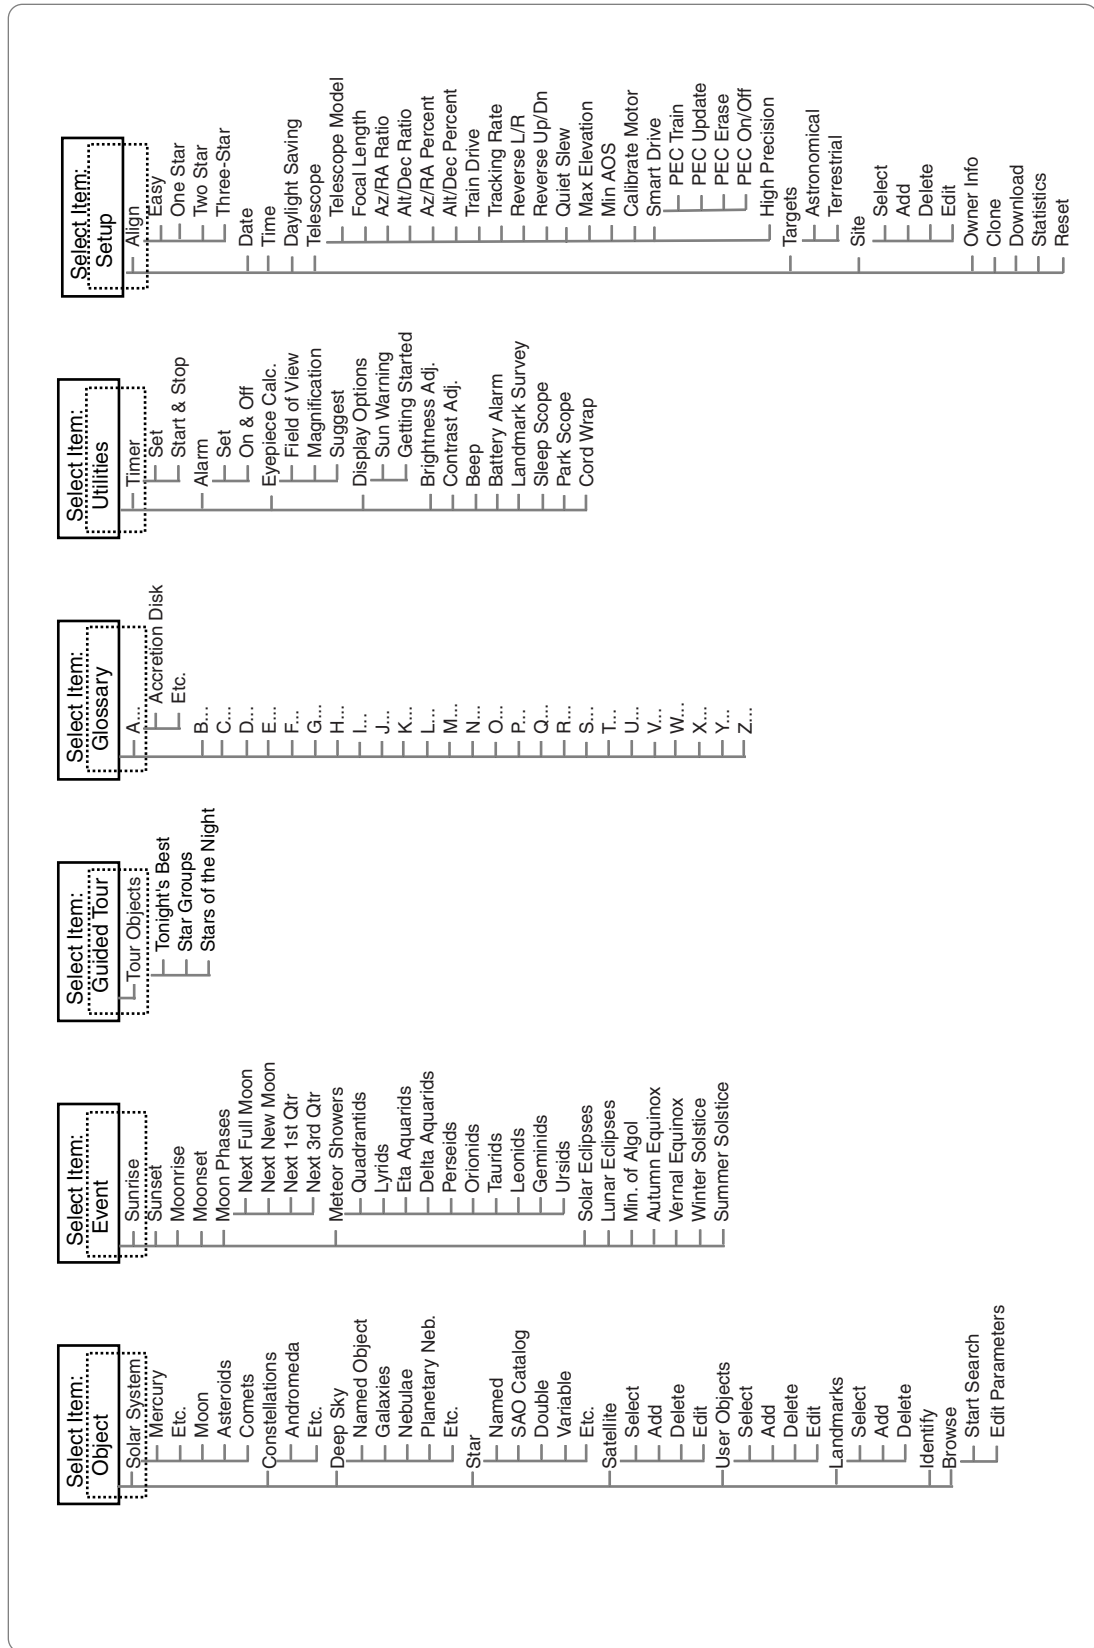 Select Item:
Object
Solar System
Mercury
Etc.
Moon
Asteroids
Comets
Constellations
Andromeda
Etc.
Deep Sky
Named Object
Galaxies
Nebulae
Planetary Neb.
Etc.
Star
Named
SAO Catalog
Double
Variable
Etc.
Satellite
Select
Add
Delete
Edit
User Objects
Select
Add
Delete
Edit
Landmarks
Select
Add
Delete
Identify
Browse
Start Search
Edit Parameters
Select Item:
Event
Sunrise
Sunset
Moonrise
Moonset
Moon Phases
Next Full Moon
Next New Moon
Next 1st Qtr
Next 3rd Qtr
Meteor Showers
Quadrantids
Lyrids
Eta Aquarids
Delta Aquarids
Perseids
Orionids
Taurids
Leonids
Geminids
Ursids
Solar Eclipses
Lunar Eclipses
Min. of Algol
Autumn Equinox
Vernal Equinox
Winter Solstice
Summer Solstice
Select Item:
Guided Tour
Tour Objects
Tonight's Best
Star Groups
Stars of the Night
Select Item:
Glossary
A...
Accretion Disk
Etc.
B...
C...
D...
E...
F...
G...
H...
I...
J...
K...
L...
M...
N...
O...
P...
Q...
R...
S...
T...
U...
V...
W...
X...
Y...
Z...
Select Item:
Utilities
Timer
Set
Start & Stop
Alarm
Set
On & Off
Eyepiece Calc.
Field of View
Magnification
Suggest
Display Options
Sun Warning
Getting Started
Brightness Adj.
Contrast Adj.
Beep
Battery Alarm
Landmark Survey
Sleep Scope
Park Scope
Cord Wrap
Select Item:
Setup
Align
Easy
One Star
Two Star
Three-Star
Date
Time
Daylight Saving
Telescope
Telescope Model
Focal Length
Az/RA Ratio
Alt/Dec Ratio
Az/RA Percent
Alt/Dec Percent
Train Drive
Tracking Rate
Reverse L/R
Reverse Up/Dn
Quiet Slew
Max Elevation
Min AOS
Calibrate Motor
Smart Drive
PEC Train
PEC Update
PEC Erase
PEC On/Off
High Precision
Targets
Astronomical
Terrestrial
Site
Select
Add
Delete
Edit
Owner Info
Clone
Download
Statistics
Reset